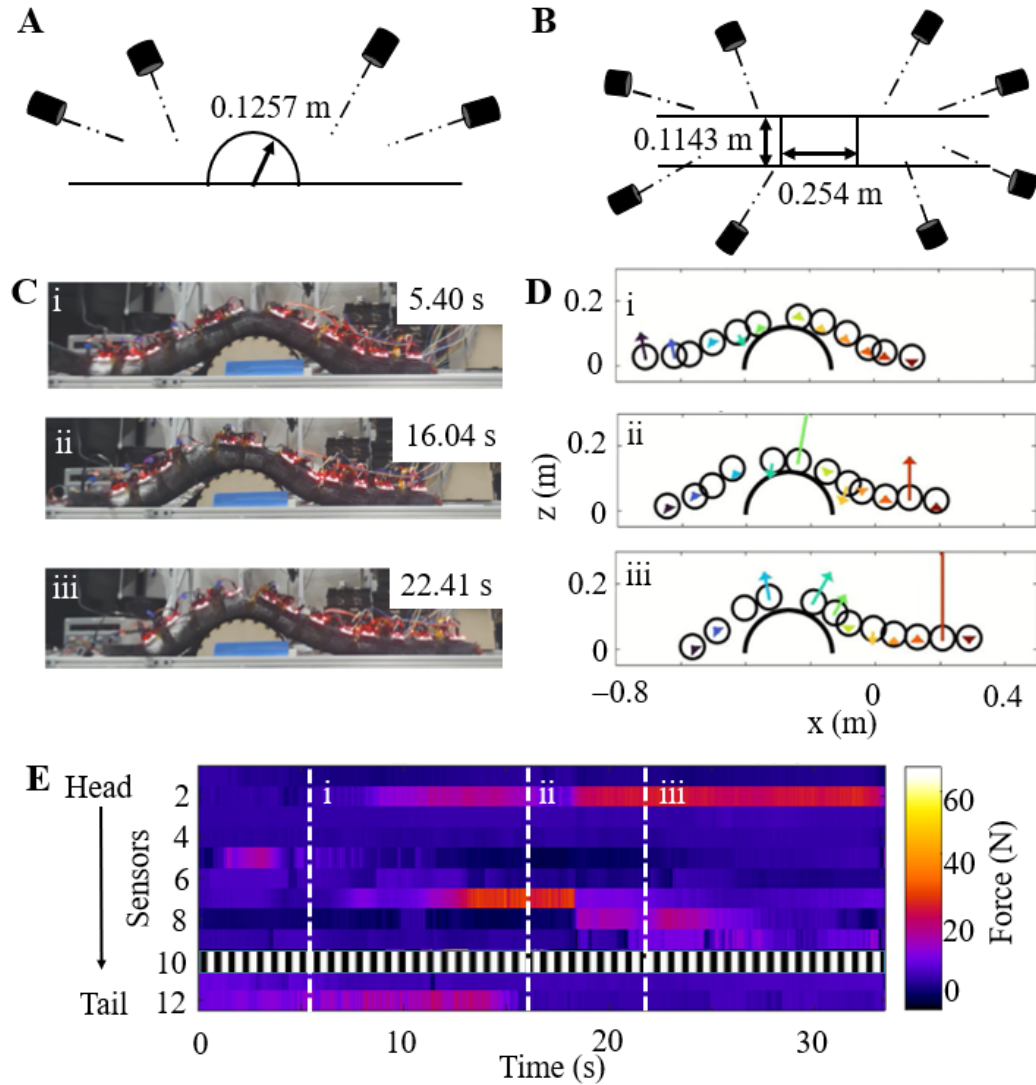 A
0.1257 m
B
0.1143 m
0.254 m
C
i
5.40 s
ii
16.04 s
iii
22.41 s
D
i
0.2
0
ii
0.2
0
iii
0.2
0
z (m)
−0.8
0
0.4
x (m)
E
Head
Sensors
Tail
2
4
6
8
10
12
i
ii
iii
0
10
20
30
Time (s)
60
40
20
0
Force (N)